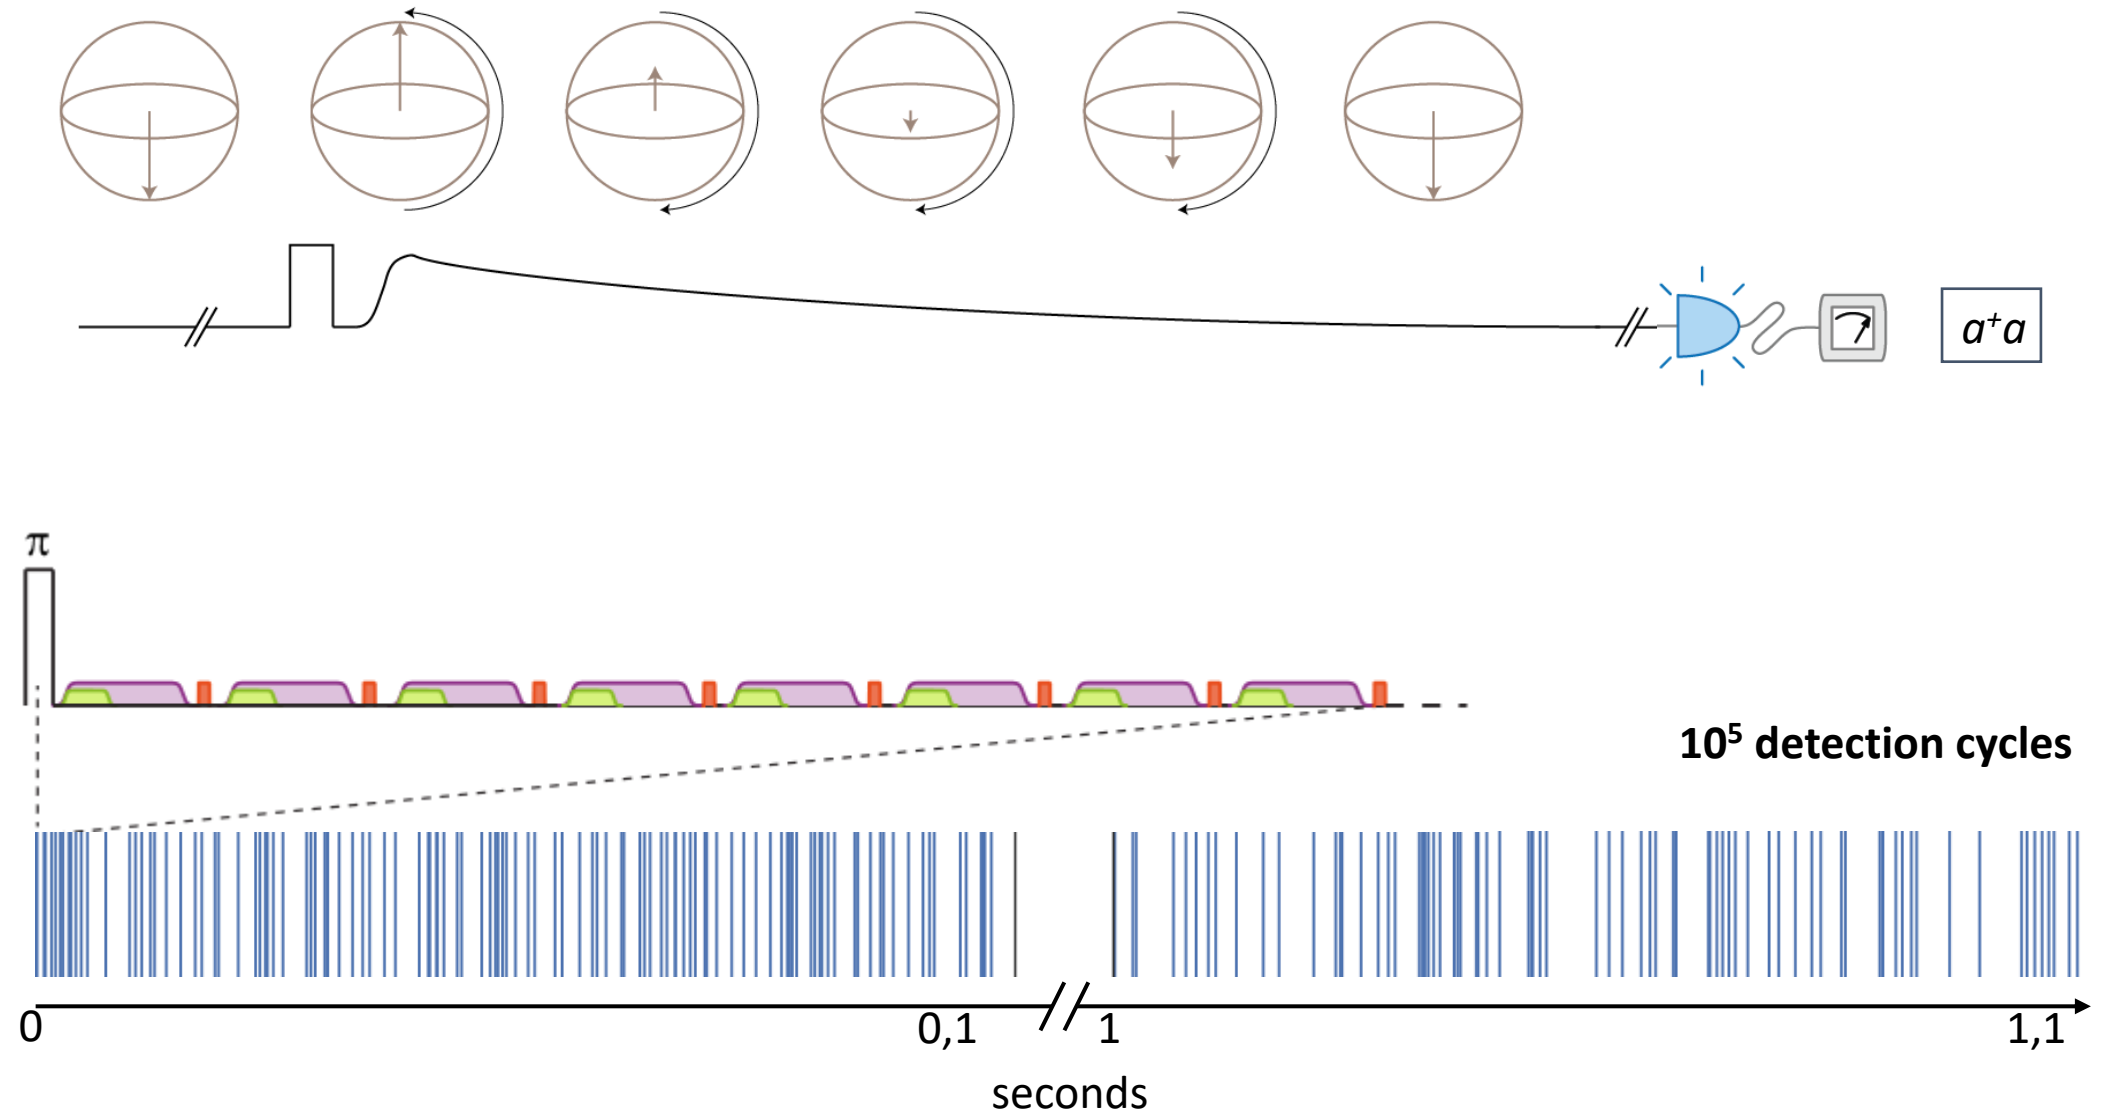 a⁺a
π
10⁵ detection cycles
0 0,1 1 1,1
seconds